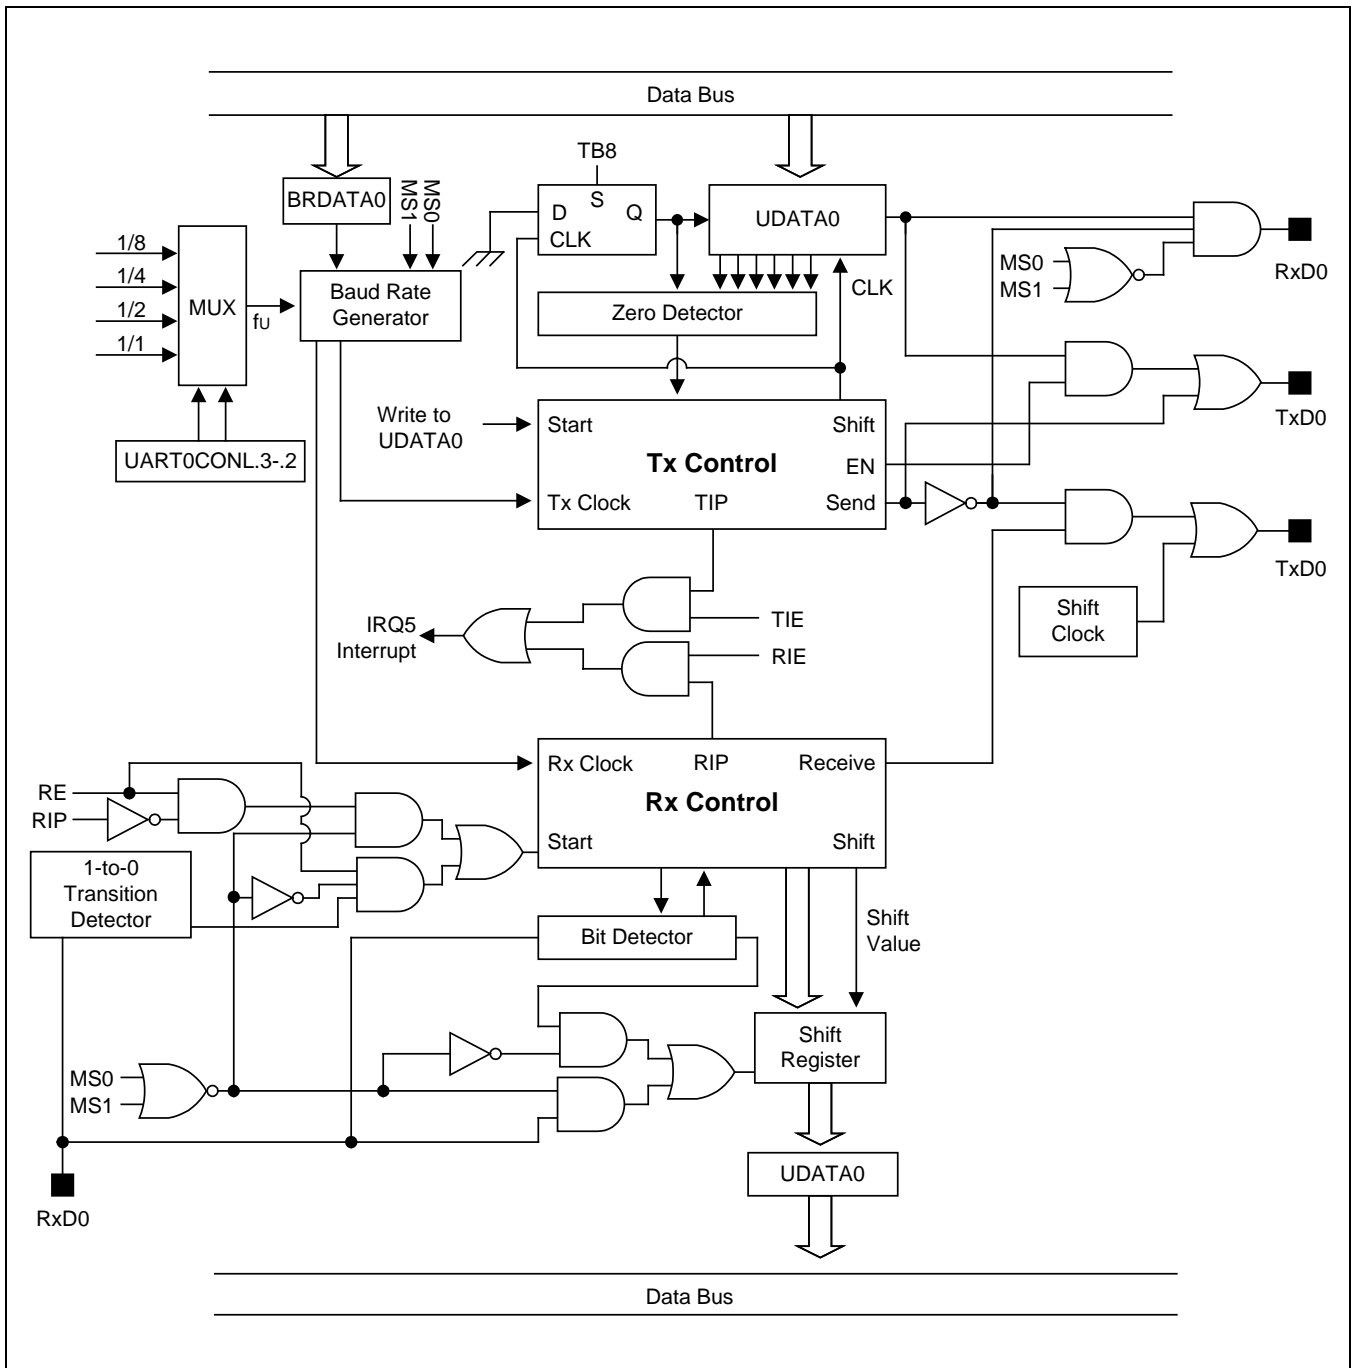 Data Bus
TB8
BRDATA0
MS1
MS0
D
S
Q
CLK
UDATA0
1/8
1/4
1/2
1/1
MUX
fU
Baud Rate
Generator
Zero Detector
CLK
MS0
MS1
RxD0
UART0CONL.3-.2
Write to
UDATA0
Start
Shift
Tx Control
EN
Tx Clock
TIP
Send
TxD0
TxD0
Shift
Clock
IRQ5
Interrupt
TIE
RIE
Rx Clock
RIP
Receive
Rx Control
Start
Shift
RE
RIP
1-to-0
Transition
Detector
Bit Detector
Shift
Value
Shift
Register
MS0
MS1
UDATA0
RxD0
Data Bus